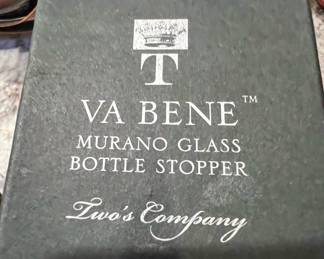 T
VA BENE™
MURANO GLASS
BOTTLE STOPPER
Two's Company